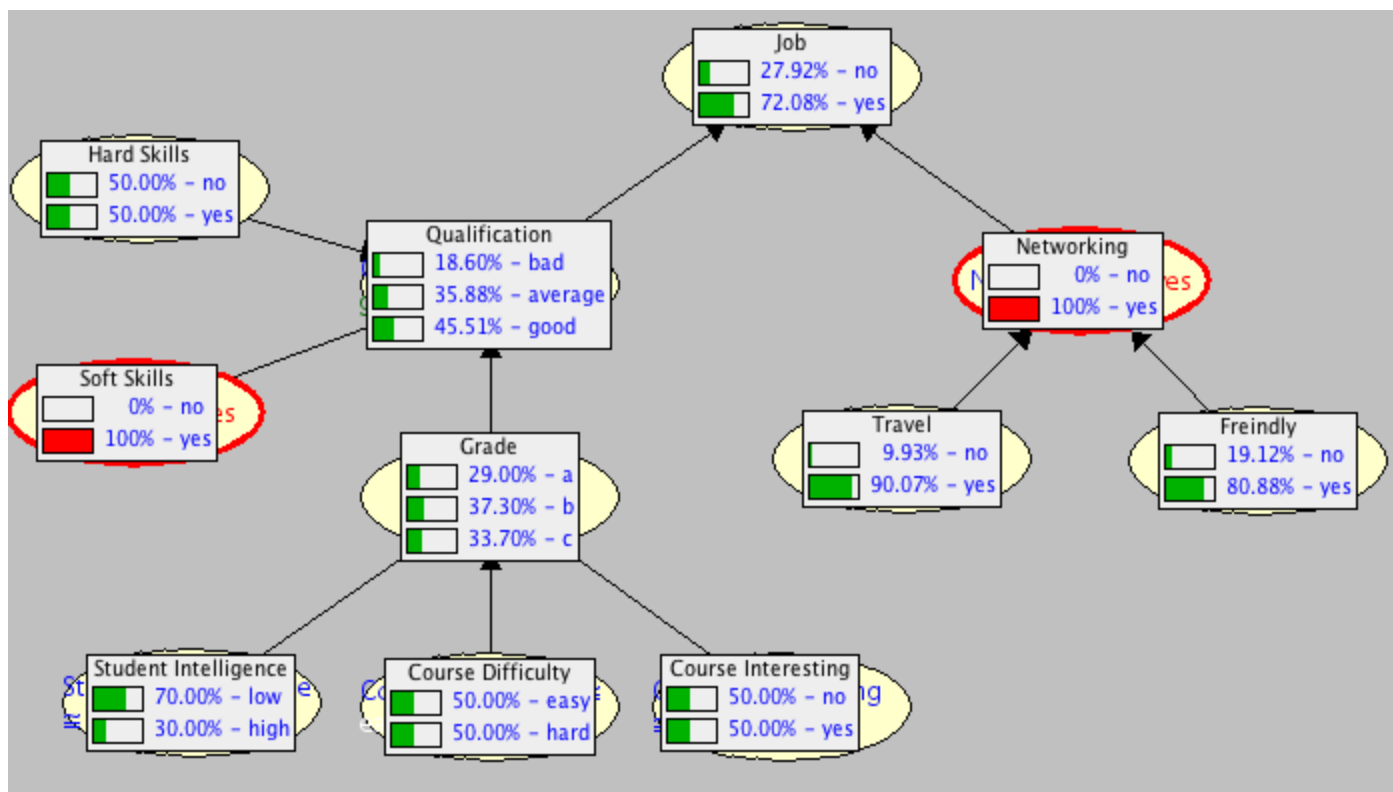 Job
27.92% - no
72.08% - yes
Hard Skills
50.00% - no
50.00% - yes
Qualification
18.60% - bad
35.88% - average
45.51% - good
Networking
0% - no
100% - yes
Soft Skills
0% - no
100% - yes
Grade
29.00% - a
37.30% - b
33.70% - c
Travel
9.93% - no
90.07% - yes
Freindly
19.12% - no
80.88% - yes
Student Intelligence
70.00% - low
30.00% - high
Course Difficulty
50.00% - easy
50.00% - hard
Course Interesting
50.00% - no
50.00% - yes